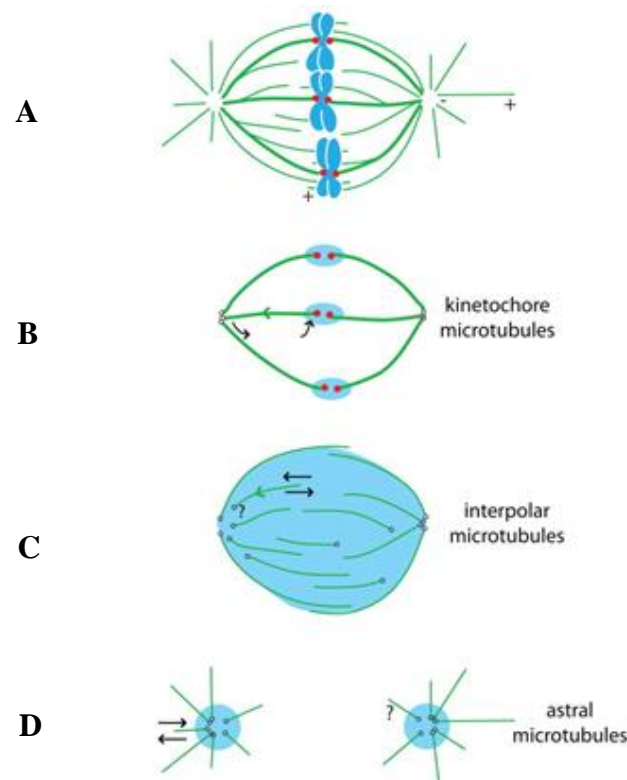 A
-
-
+
+
B
kinetochore
microtubules
C
?
interpolar
microtubules
D
?
astral
microtubules